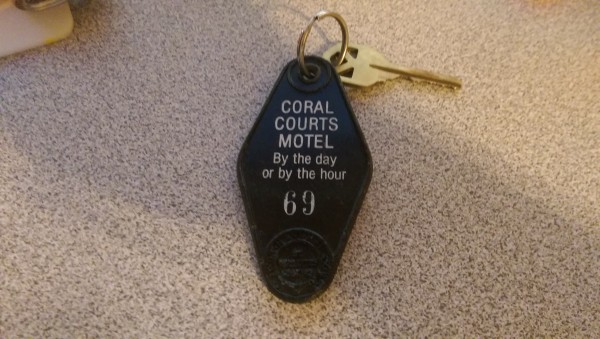 CORAL
COURTS
MOTEL
By the day
or by the hour
69